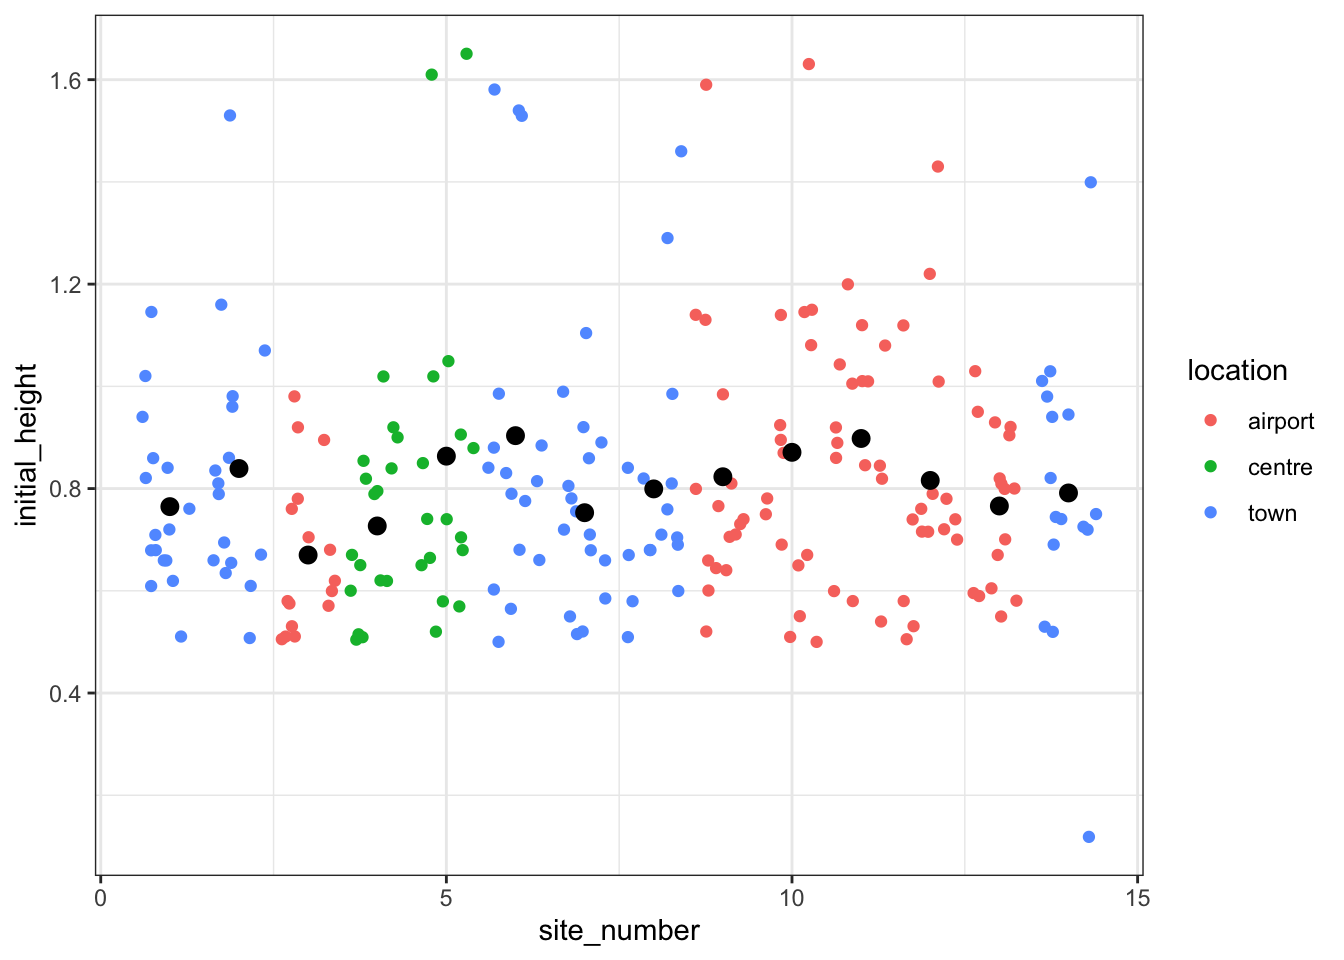 1.6
1.2
0.8
0.4
initial_height
0
5
10
15
site_number
location
airport
centre
town